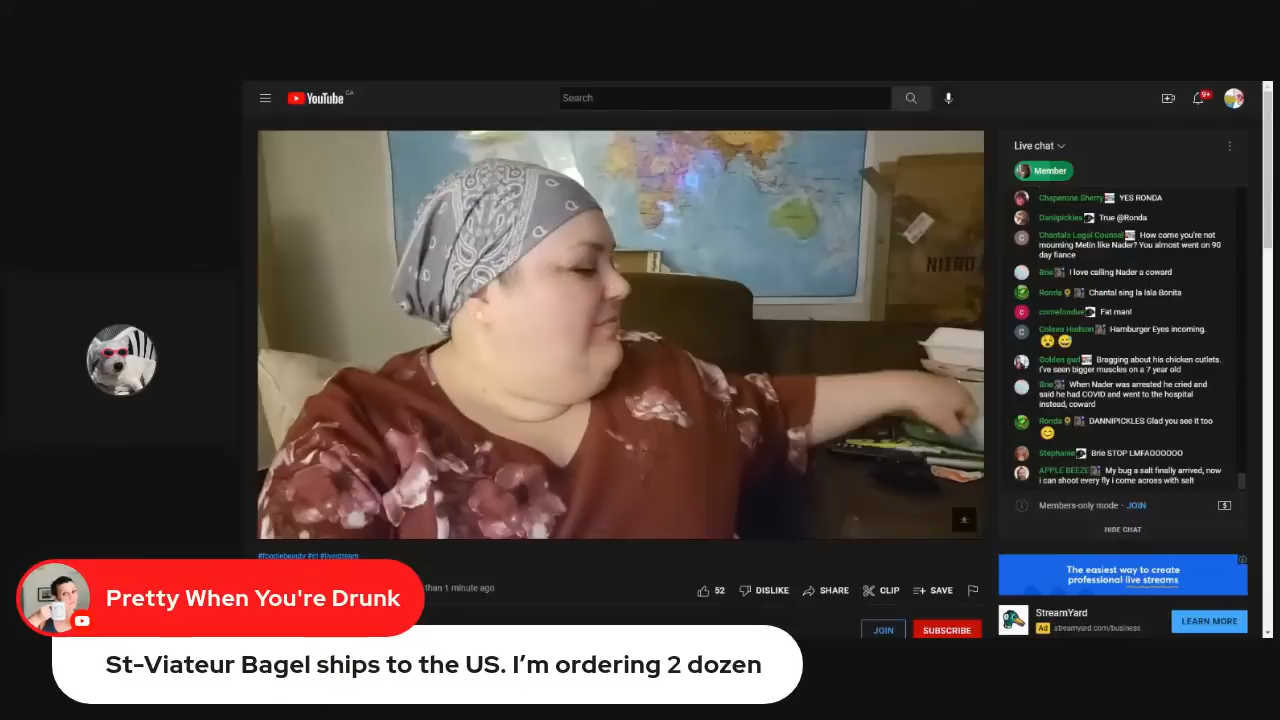 YouTube CA
Search
9+
Live chat
Member
Chaperone Sherry YES RONDA
Daniipickles True @Ronda
Chantals Legal Counsel How come you're not
mourning Metin like Nader? You almost went on 90
day fiance
Brie I love calling Nader a coward
Ronda Chantal sing la Isla Bonita
comefondue Fat man!
Coleen Hudson Hamburger Eyes incoming.
Golden gurl Bragging about his chicken cutlets.
I've seen bigger muscles on a 7 year old
Brie When Nader was arrested he cried and
said he had COVID and went to the hospital
instead, coward
Ronda DANNIPICKLES Glad you see it too
Stephanie Brie STOP LMFAOOOOOO
APPLE BEEZE My bug a salt finally arrived, now
i can shoot every fly i come across with salt
Members-only mode - JOIN
HIDE CHAT
NITRO
#foodiebeauty #irl #livestream
than 1 minute ago
52 DISLIKE SHARE CLIP SAVE
JOIN SUBSCRIBE
The easiest way to create
professional live streams
StreamYard
Ad streamyard.com/business
LEARN MORE
Pretty When You're Drunk
St-Viateur Bagel ships to the US. I’m ordering 2 dozen